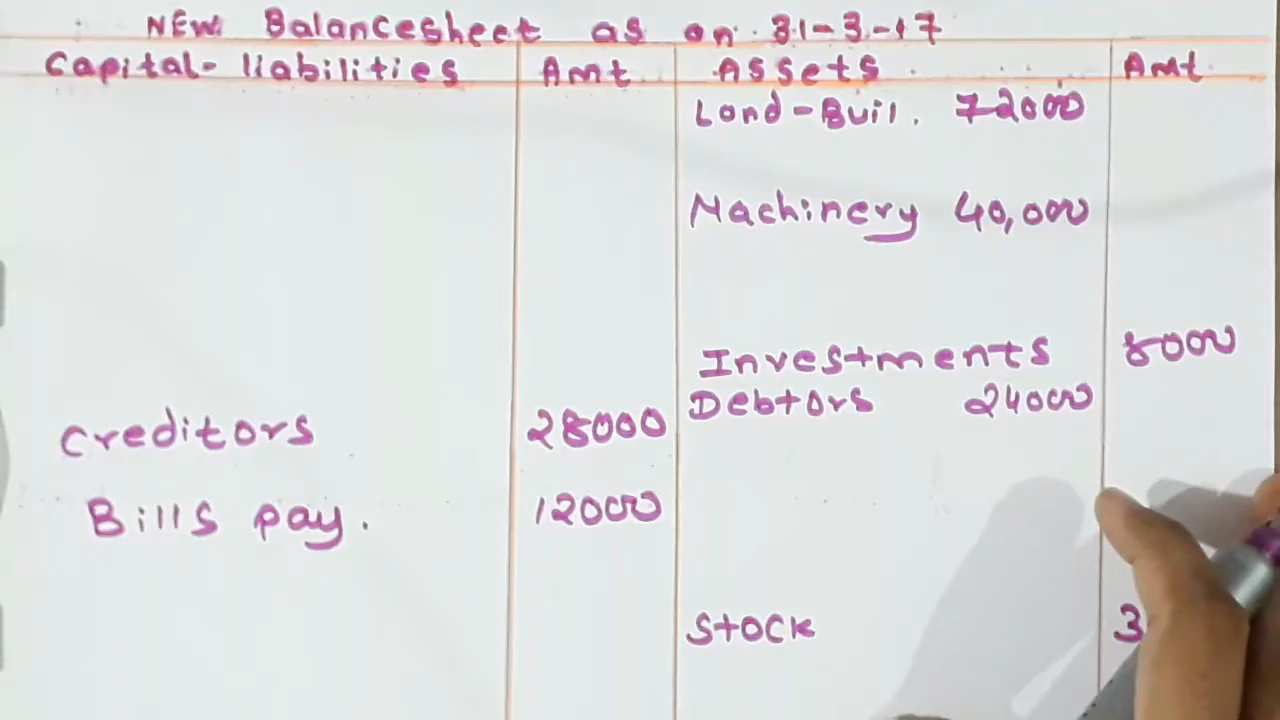 NEW Balancesheet as on 31-3-17
Capital-liabilities Amt Assets Amt
Land-Buil. 72000
Machinery 40,000
Investments 8000
Debtors 24000
Creditors 28000
Bills pay. 12000
Stock 3